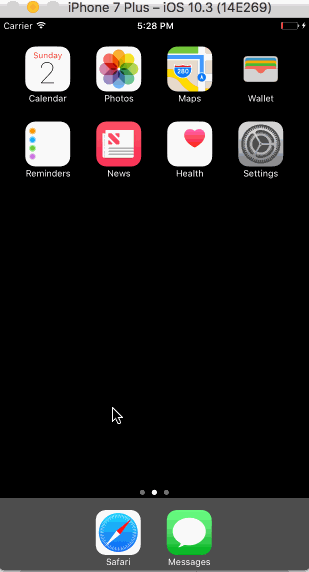 iPhone 7 Plus – iOS 10.3 (14E269)
Carrier 5:28 PM
Sunday
2
280
Calendar Photos Maps Wallet
Reminders News Health Settings
Safari Messages